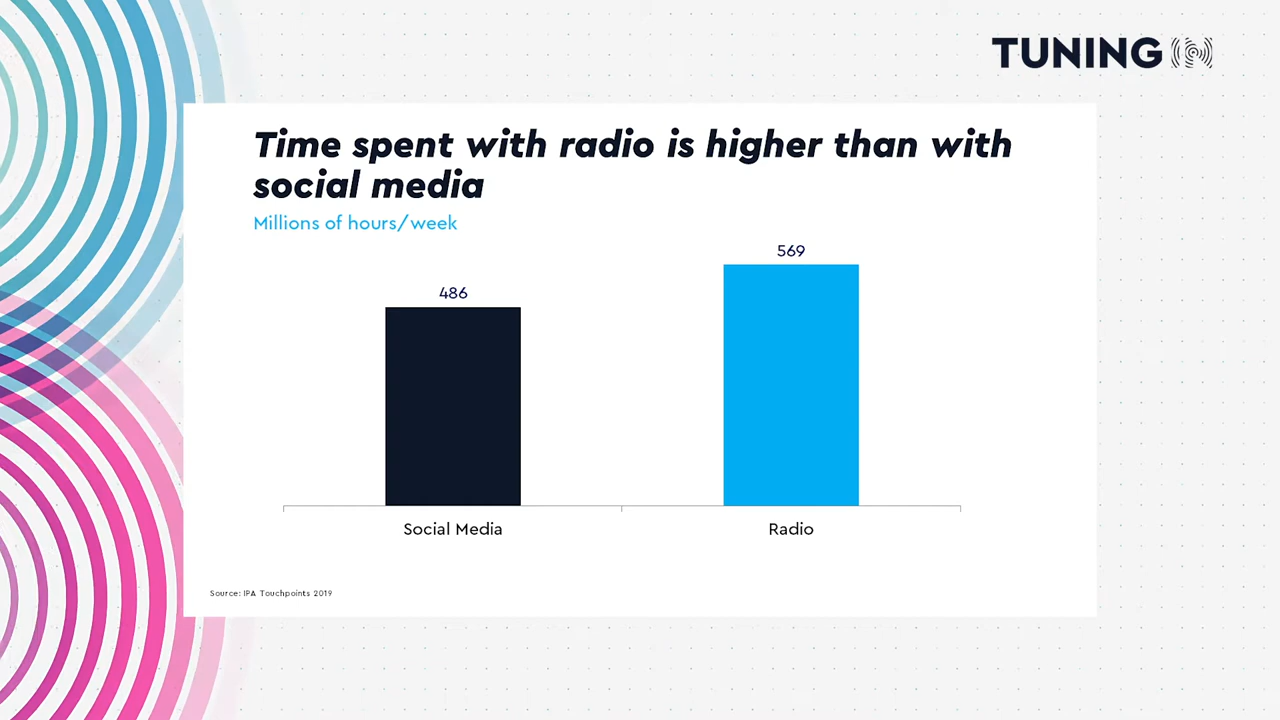 TUNING IN
Time spent with radio is higher than with
social media
Millions of hours/week
486
569
Social Media
Radio
Source: IPA Touchpoints 2019